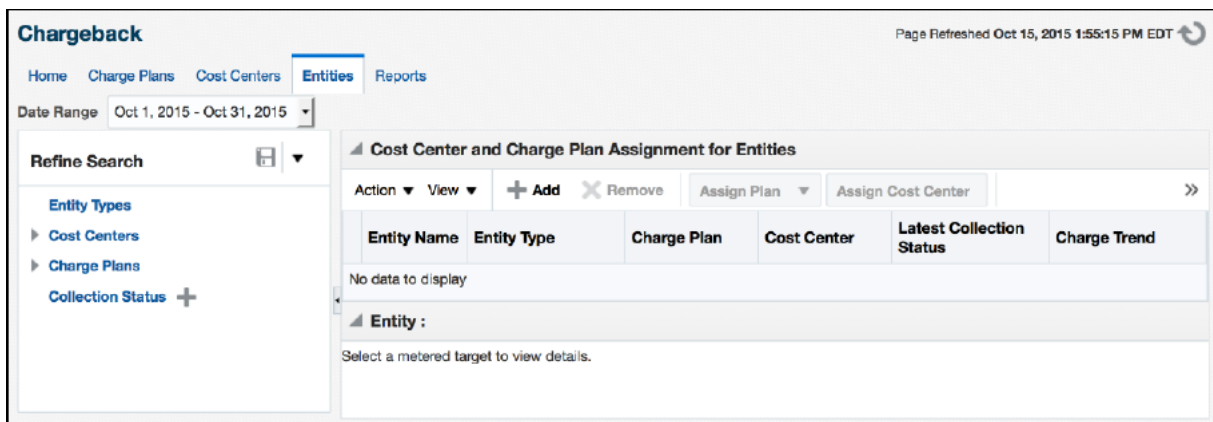 Chargeback
Page Refreshed Oct 15, 2015 1:55:15 PM EDT
Home Charge Plans Cost Centers Entities Reports
Date Range Oct 1, 2015 - Oct 31, 2015
Refine Search
Entity Types
Cost Centers
Charge Plans
Collection Status
Cost Center and Charge Plan Assignment for Entities
Action View Add Remove Assign Plan Assign Cost Center »
Entity Name Entity Type Charge Plan Cost Center Latest Collection Status Charge Trend
No data to display
Entity :
Select a metered target to view details.